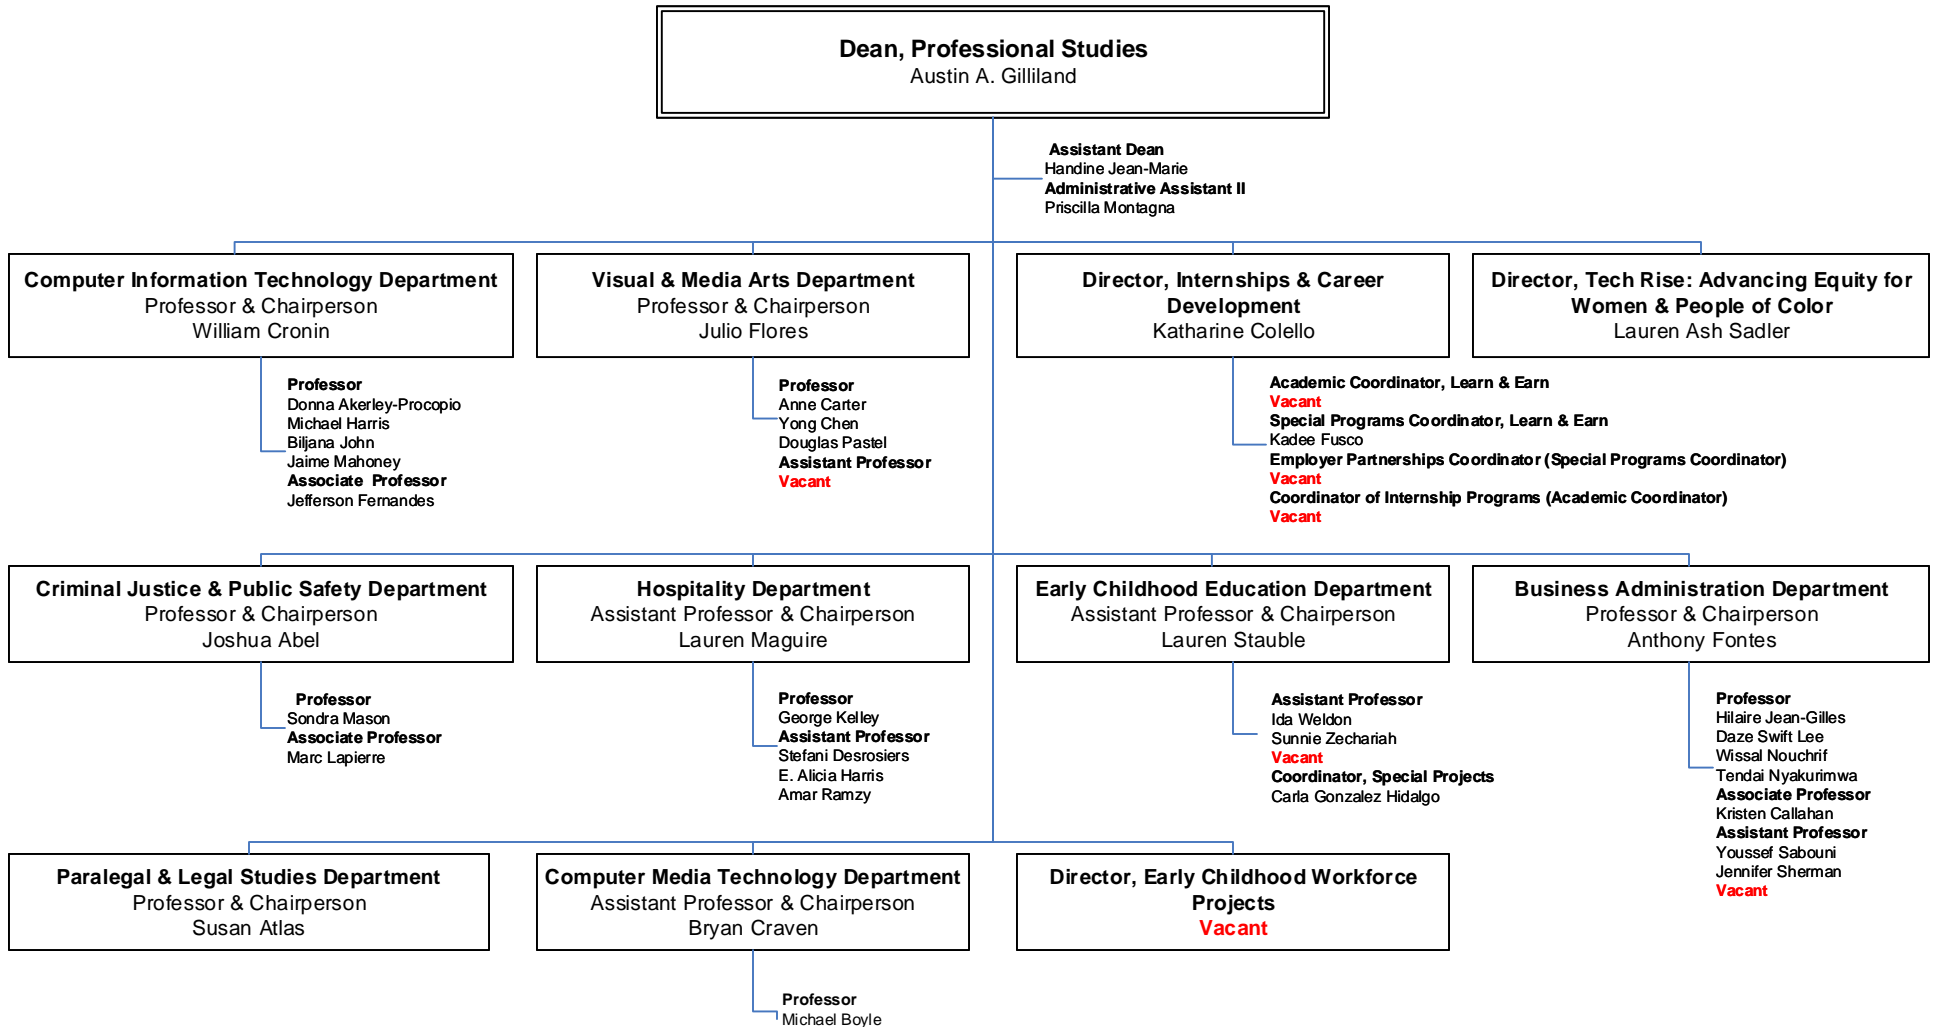 Dean, Professional Studies
Austin A. Gilliland
Assistant Dean
Handine Jean-Marie
Administrative Assistant II
Priscilla Montagna
Computer Information Technology Department
Professor & Chairperson
William Cronin
Professor
Donna Akerley-Procopio
Michael Harris
Biljana John
Jaime Mahoney
Associate Professor
Jefferson Fernandes
Visual & Media Arts Department
Professor & Chairperson
Julio Flores
Professor
Anne Carter
Yong Chen
Douglas Pastel
Assistant Professor
Vacant
Director, Internships & Career
Development
Katharine Colello
Academic Coordinator, Learn & Earn
Vacant
Special Programs Coordinator, Learn & Earn
Kadee Fusco
Employer Partnerships Coordinator (Special Programs Coordinator)
Vacant
Coordinator of Internship Programs (Academic Coordinator)
Vacant
Director, Tech Rise: Advancing Equity for
Women & People of Color
Lauren Ash Sadler
Criminal Justice & Public Safety Department
Professor & Chairperson
Joshua Abel
Professor
Sondra Mason
Associate Professor
Marc Lapierre
Hospitality Department
Assistant Professor & Chairperson
Lauren Maguire
Professor
George Kelley
Assistant Professor
Stefani Desrosiers
E. Alicia Harris
Amar Ramzy
Early Childhood Education Department
Assistant Professor & Chairperson
Lauren Stauble
Assistant Professor
Ida Weldon
Sunnie Zechariah
Vacant
Coordinator, Special Projects
Carla Gonzalez Hidalgo
Business Administration Department
Professor & Chairperson
Anthony Fontes
Professor
Hilaire Jean-Gilles
Daze Swift Lee
Wissal Nouchrif
Tendai Nyakurimwa
Associate Professor
Kristen Callahan
Assistant Professor
Youssef Sabouni
Jennifer Sherman
Vacant
Paralegal & Legal Studies Department
Professor & Chairperson
Susan Atlas
Computer Media Technology Department
Assistant Professor & Chairperson
Bryan Craven
Professor
Michael Boyle
Director, Early Childhood Workforce
Projects
Vacant